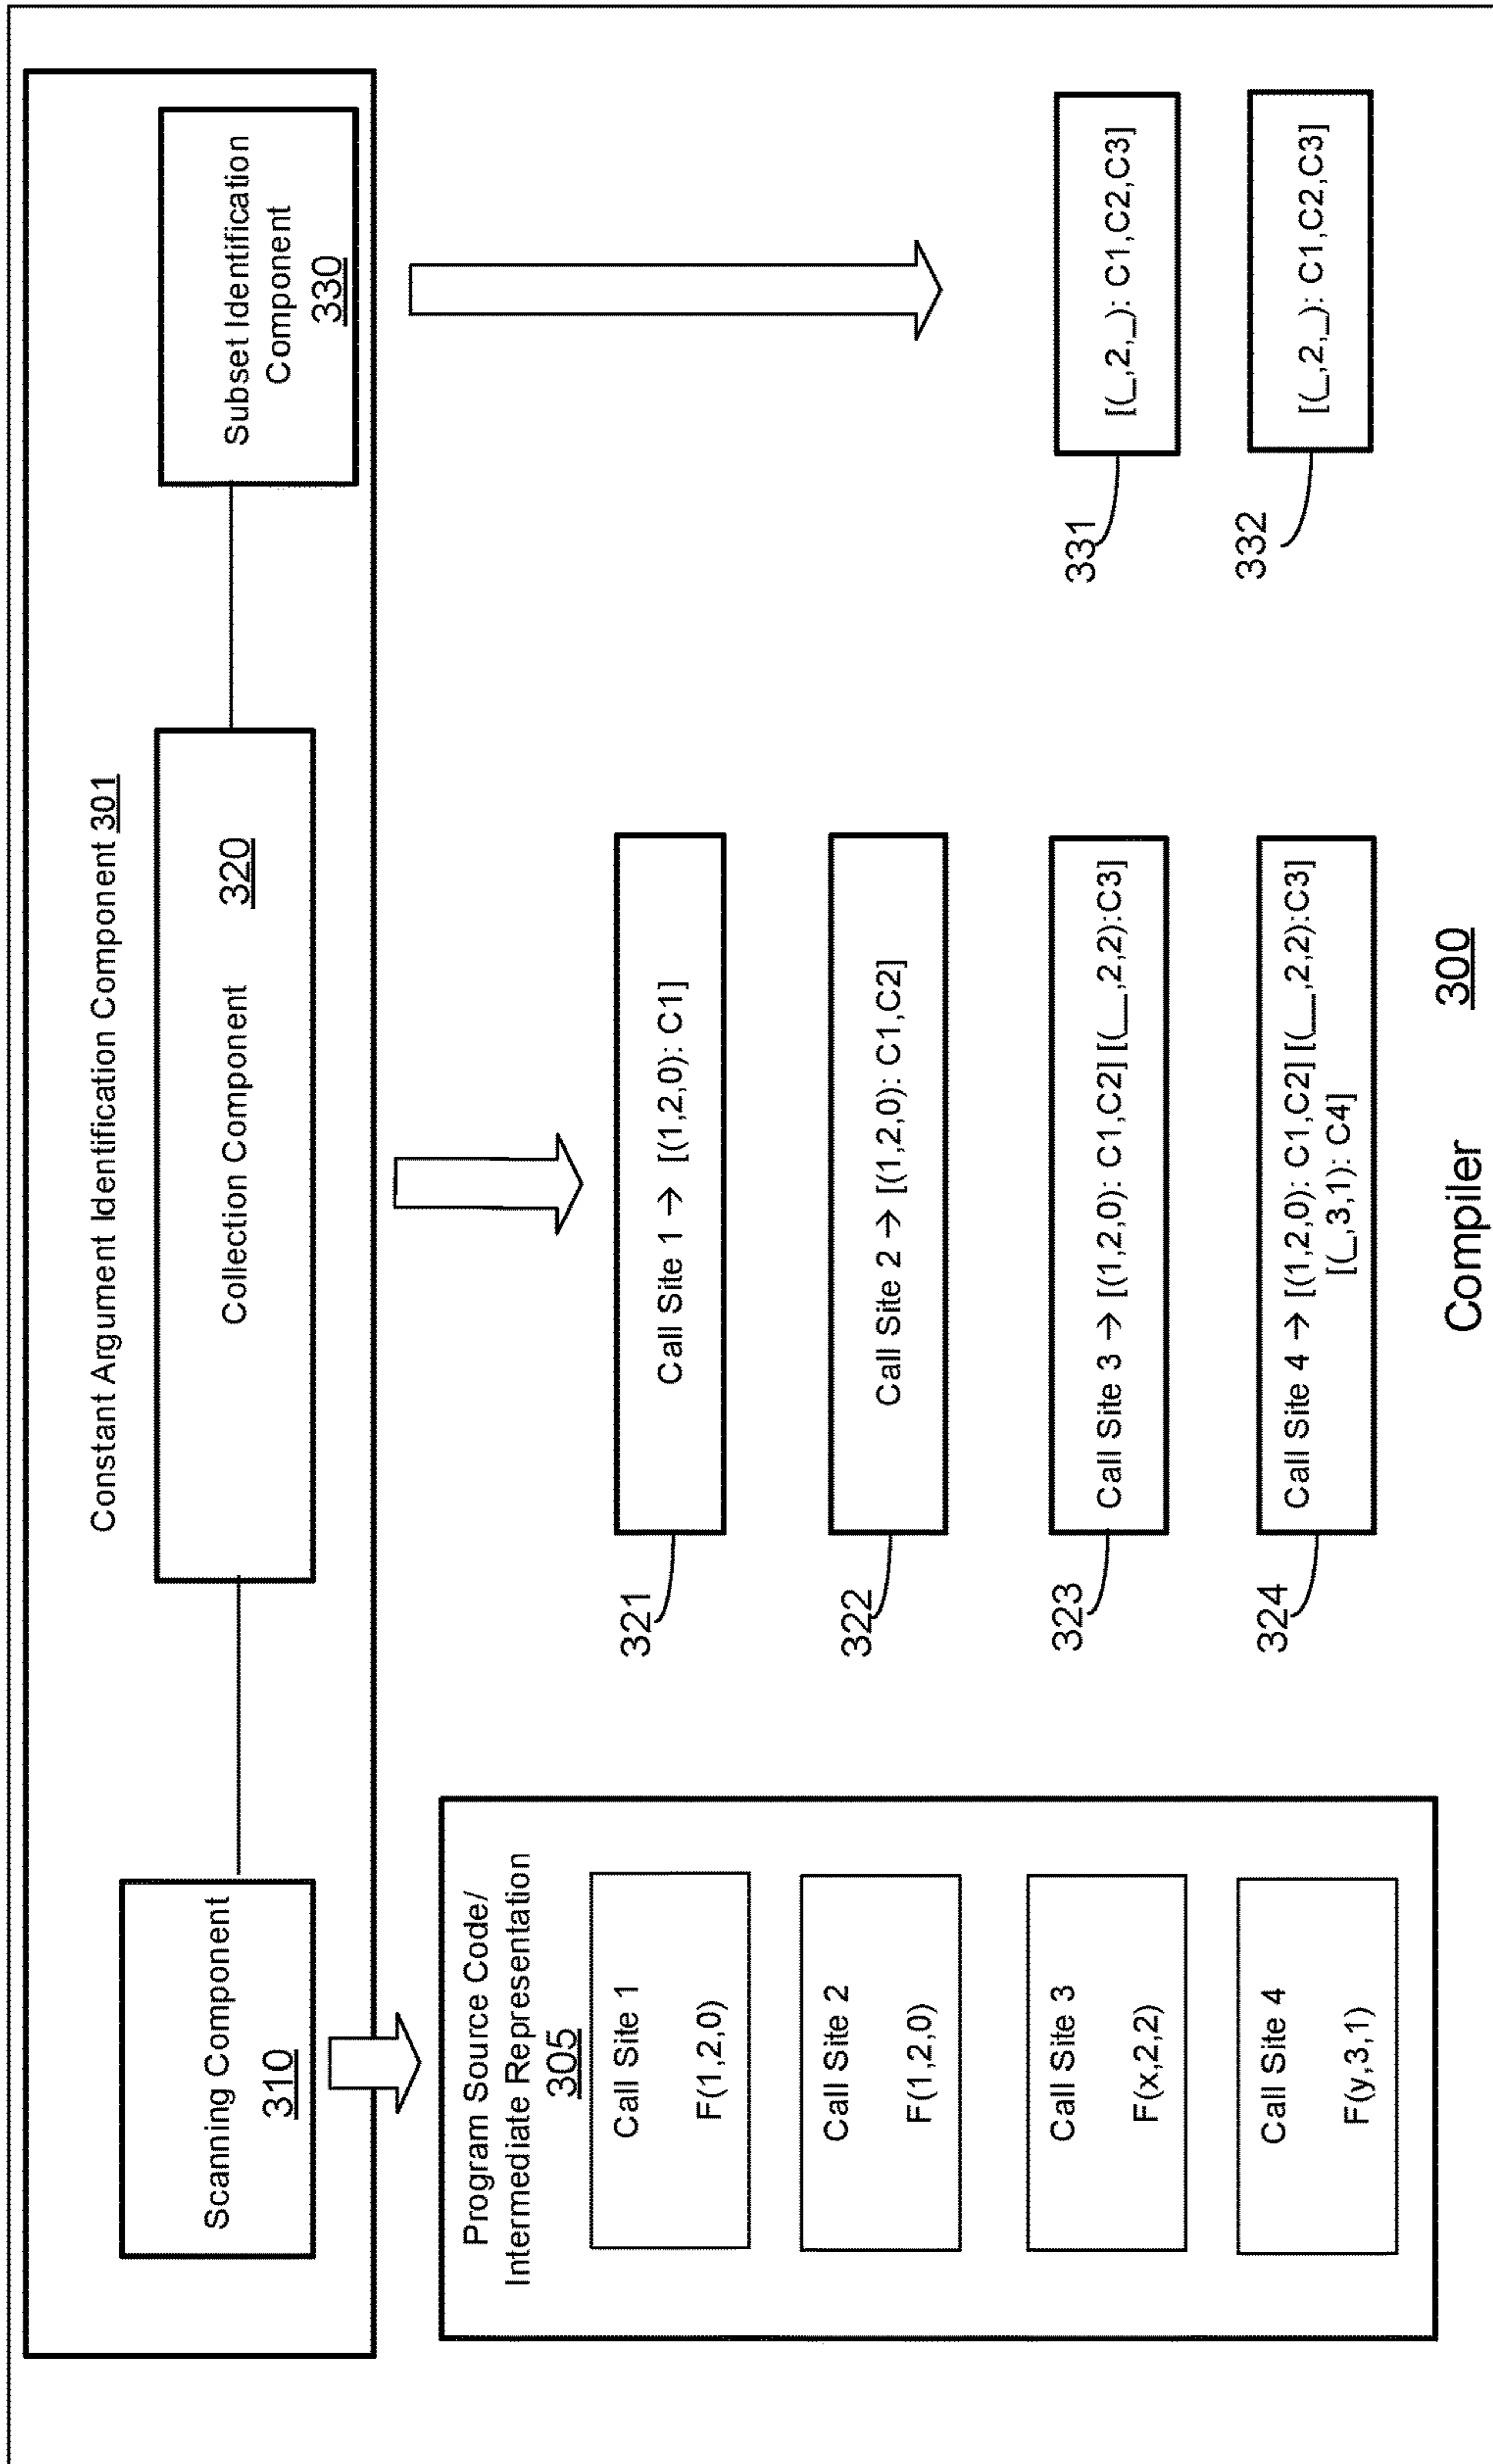 Constant Argument Identification Component 301
Scanning Component
310
Collection Component 320
Subset Identification
Component
330
Program Source Code/
Intermediate Representation
305
Call Site 1
F(1,2,0)
Call Site 2
F(1,2,0)
Call Site 3
F(x,2,2)
Call Site 4
F(y,3,1)
321
Call Site 1 → [(1,2,0): C1]
322
Call Site 2 → [(1,2,0): C1,C2]
323
Call Site 3 → [(1,2,0): C1,C2] [(__,2,2):C3]
324
Call Site 4 → [(1,2,0): C1,C2] [(__,2,2):C3]
[(_,3,1): C4]
331
[(_,2,_): C1,C2,C3]
332
[(_,2,_): C1,C2,C3]
Compiler 300